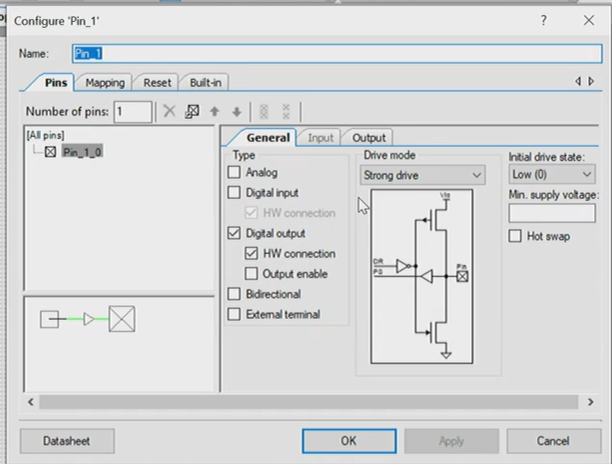 Configure 'Pin_1'
Name: Pin_1
Pins Mapping Reset Built-in
Number of pins: 1
[All pins]
Pin_1_0
General Input Output
Type
Analog
Digital input
HW connection
Digital output
HW connection
Output enable
Bidirectional
External terminal
Drive mode
Strong drive
Vio
DR
PS
Pin
Initial drive state:
Low (0)
Min. supply voltage:
Hot swap
Datasheet OK Apply Cancel